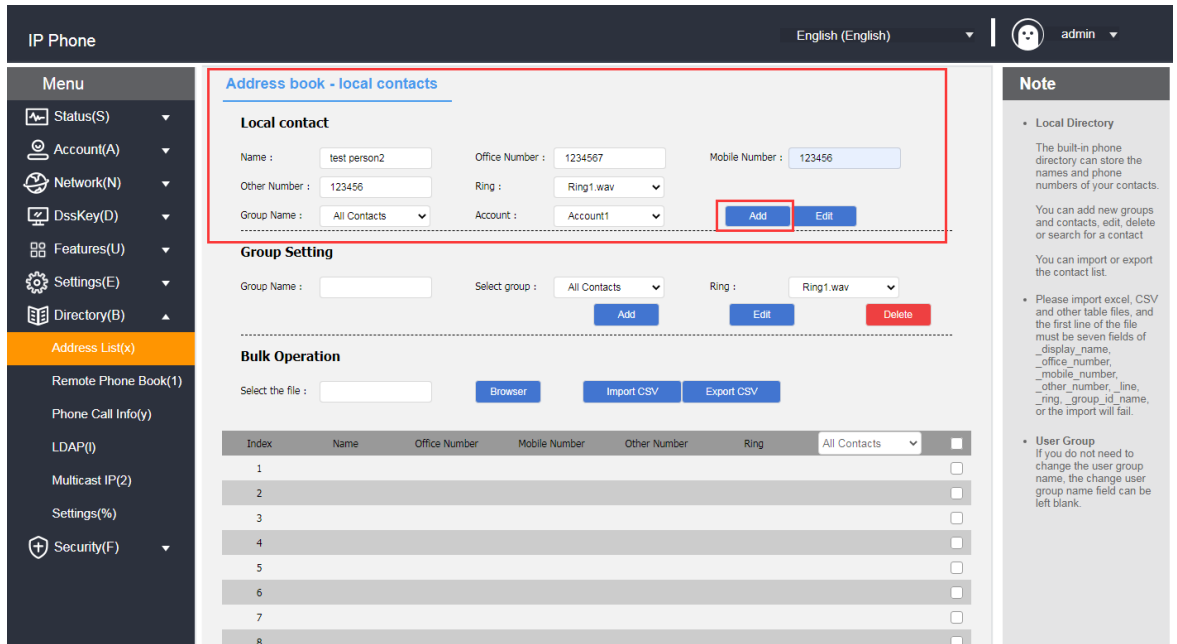 IP Phone
English (English)
admin
Menu
Status(S)
Account(A)
Network(N)
DssKey(D)
Features(U)
Settings(E)
Directory(B)
Address List(x)
Remote Phone Book(1)
Phone Call Info(y)
LDAP(I)
Multicast IP(2)
Settings(%)
Security(F)
Address book - local contacts
Local contact
Name : test person2 Office Number : 1234567 Mobile Number : 123456
Other Number : 123456 Ring : Ring1.wav
Group Name : All Contacts Account : Account1 Add Edit
Group Setting
Group Name : Select group : All Contacts Ring : Ring1.wav
Add Edit Delete
Bulk Operation
Select the file : Browser Import CSV Export CSV
Index Name Office Number Mobile Number Other Number Ring All Contacts
1
2
3
4
5
6
7
8
Note
• Local Directory
The built-in phone
directory can store the
names and phone
numbers of your contacts.
You can add new groups
and contacts, edit, delete
or search for a contact
You can import or export
the contact list.
• Please import excel, CSV
and other table files, and
the first line of the file
must be seven fields of
_display_name,
_office_number,
_mobile_number,
_other_number, _line,
_ring, _group_id_name,
or the import will fail.
• User Group
If you do not need to
change the user group
name, the change user
group name field can be
left blank.